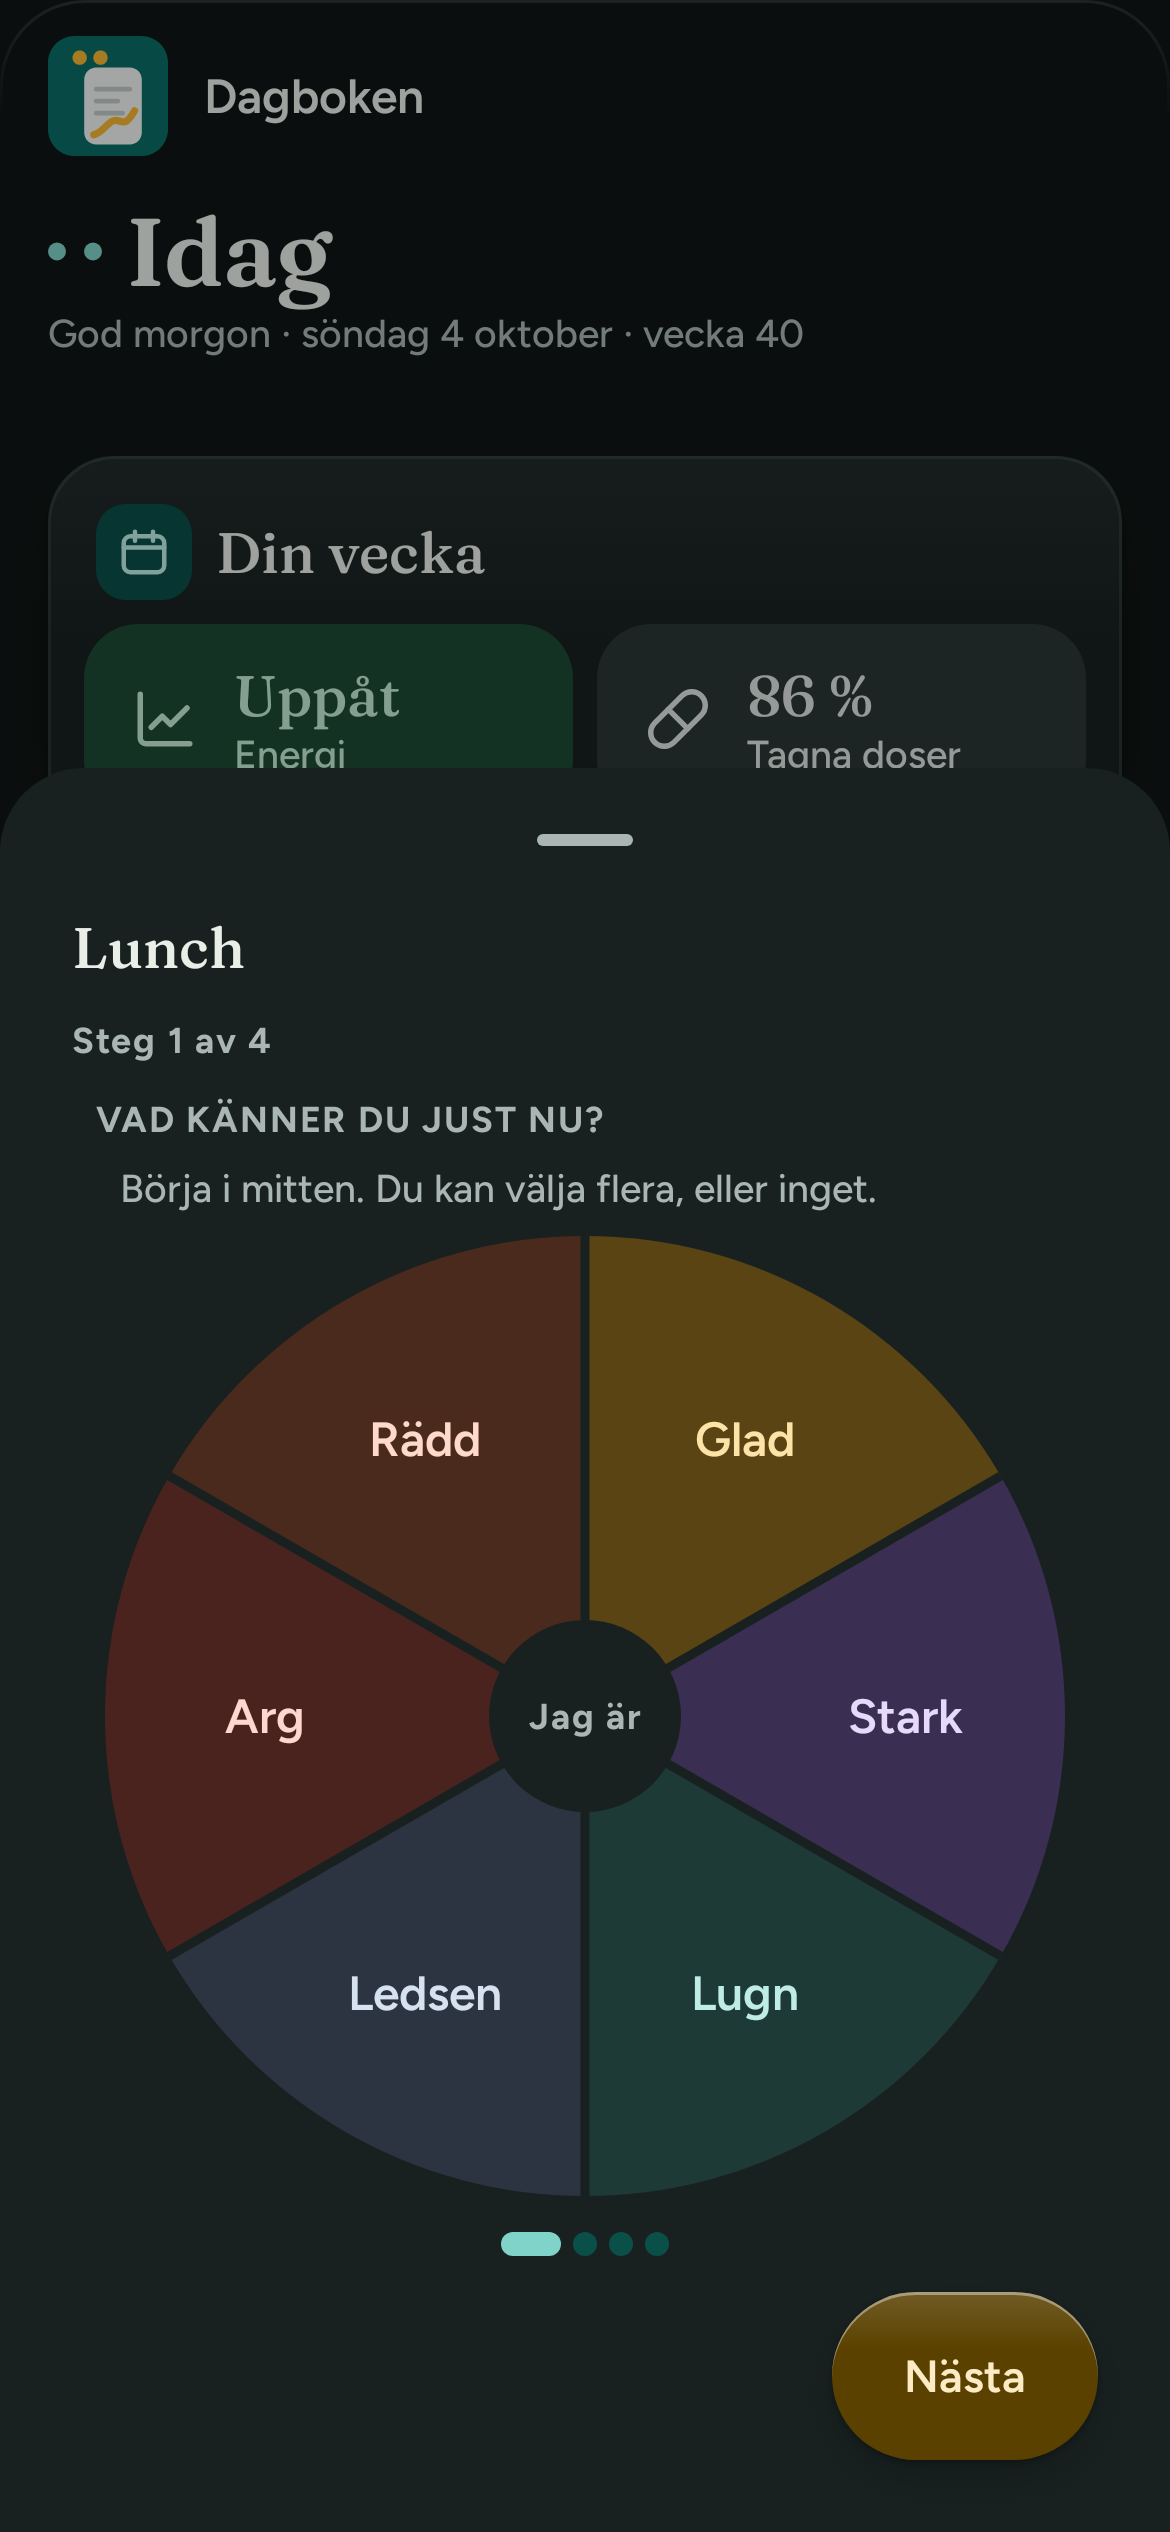 Dagboken
Idag
God morgon · söndag 4 oktober · vecka 40
Din vecka
Uppåt
Energi
86 %
Tagna doser
Lunch
Steg 1 av 4
VAD KÄNNER DU JUST NU?
Börja i mitten. Du kan välja flera, eller inget.
Rädd
Glad
Arg
Jag är
Stark
Ledsen
Lugn
Nästa